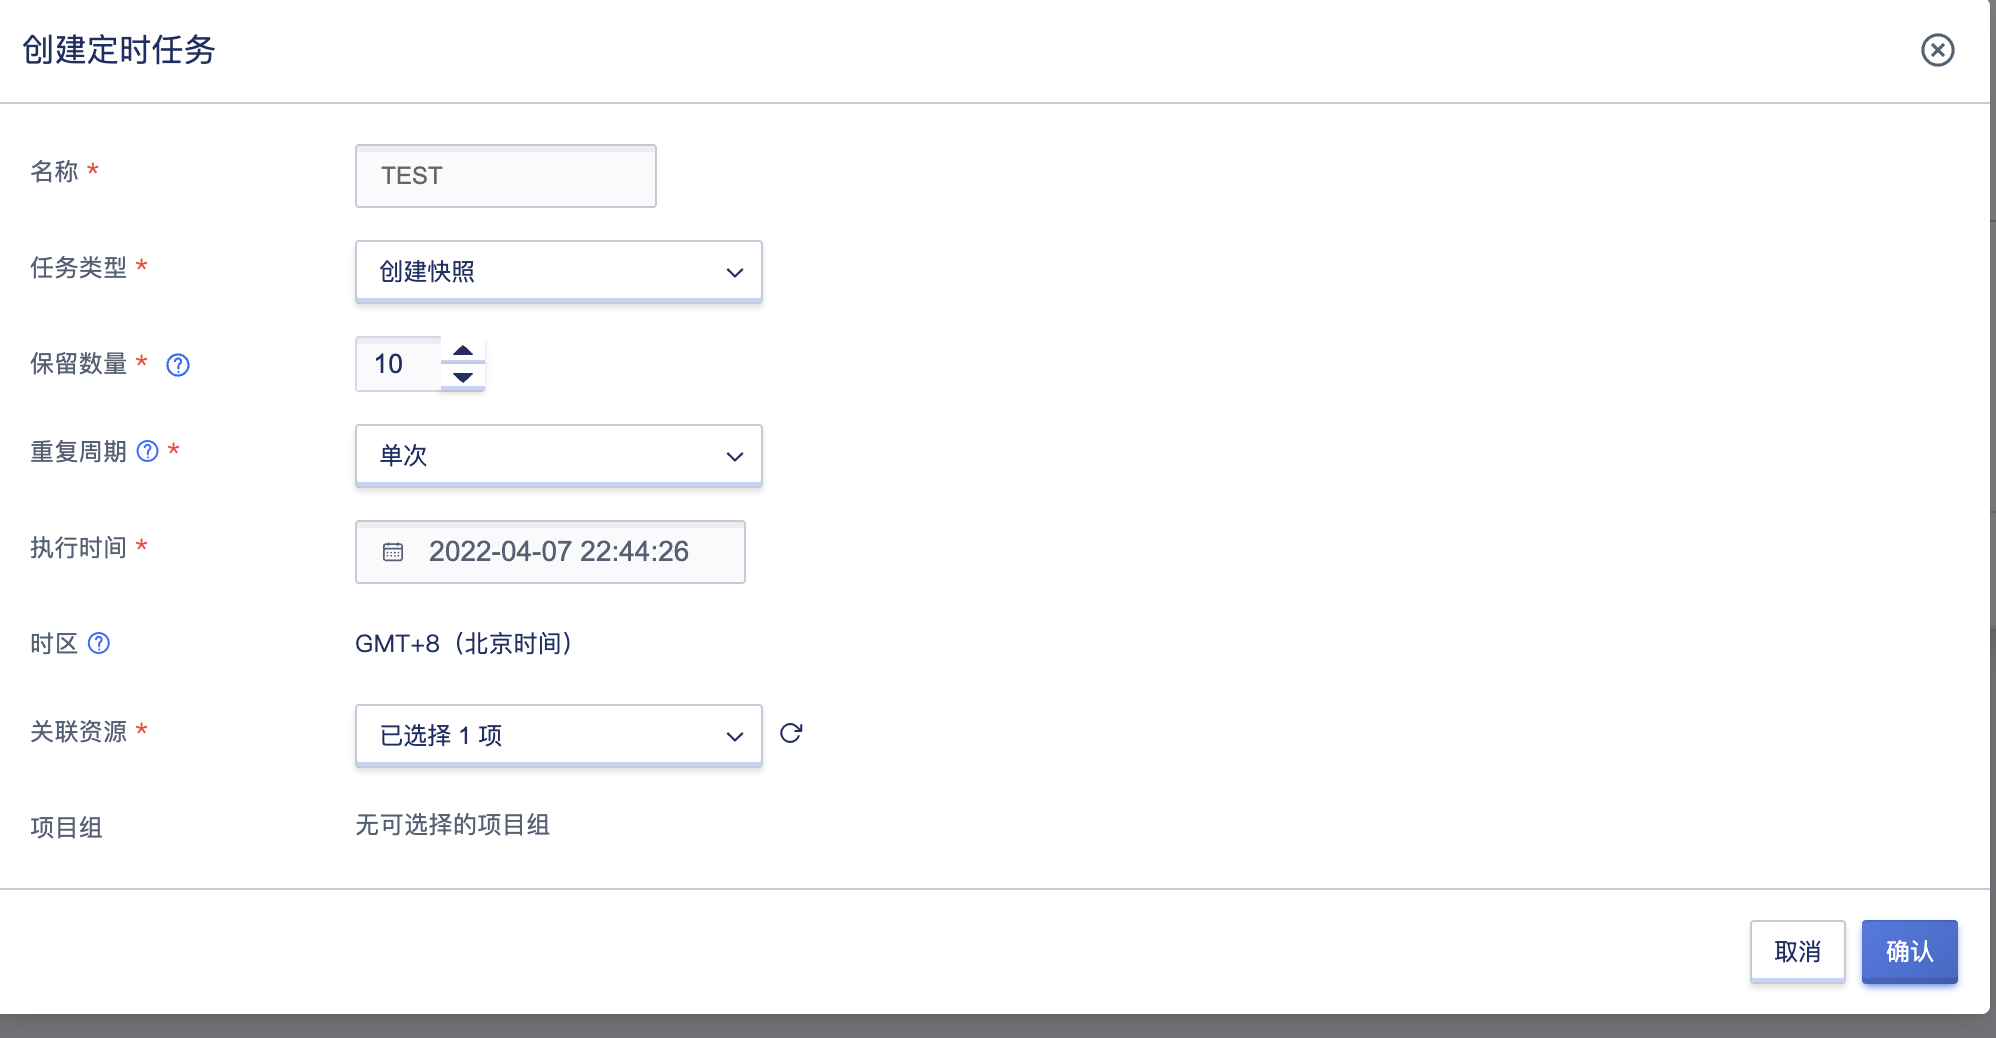 创建定时任务
名称 *
TEST
任务类型 *
创建快照
保留数量 *
10
重复周期 *
单次
执行时间 *
2022-04-07 22:44:26
时区
GMT+8（北京时间）
关联资源 *
已选择 1 项
项目组
无可选择的项目组
取消
确认